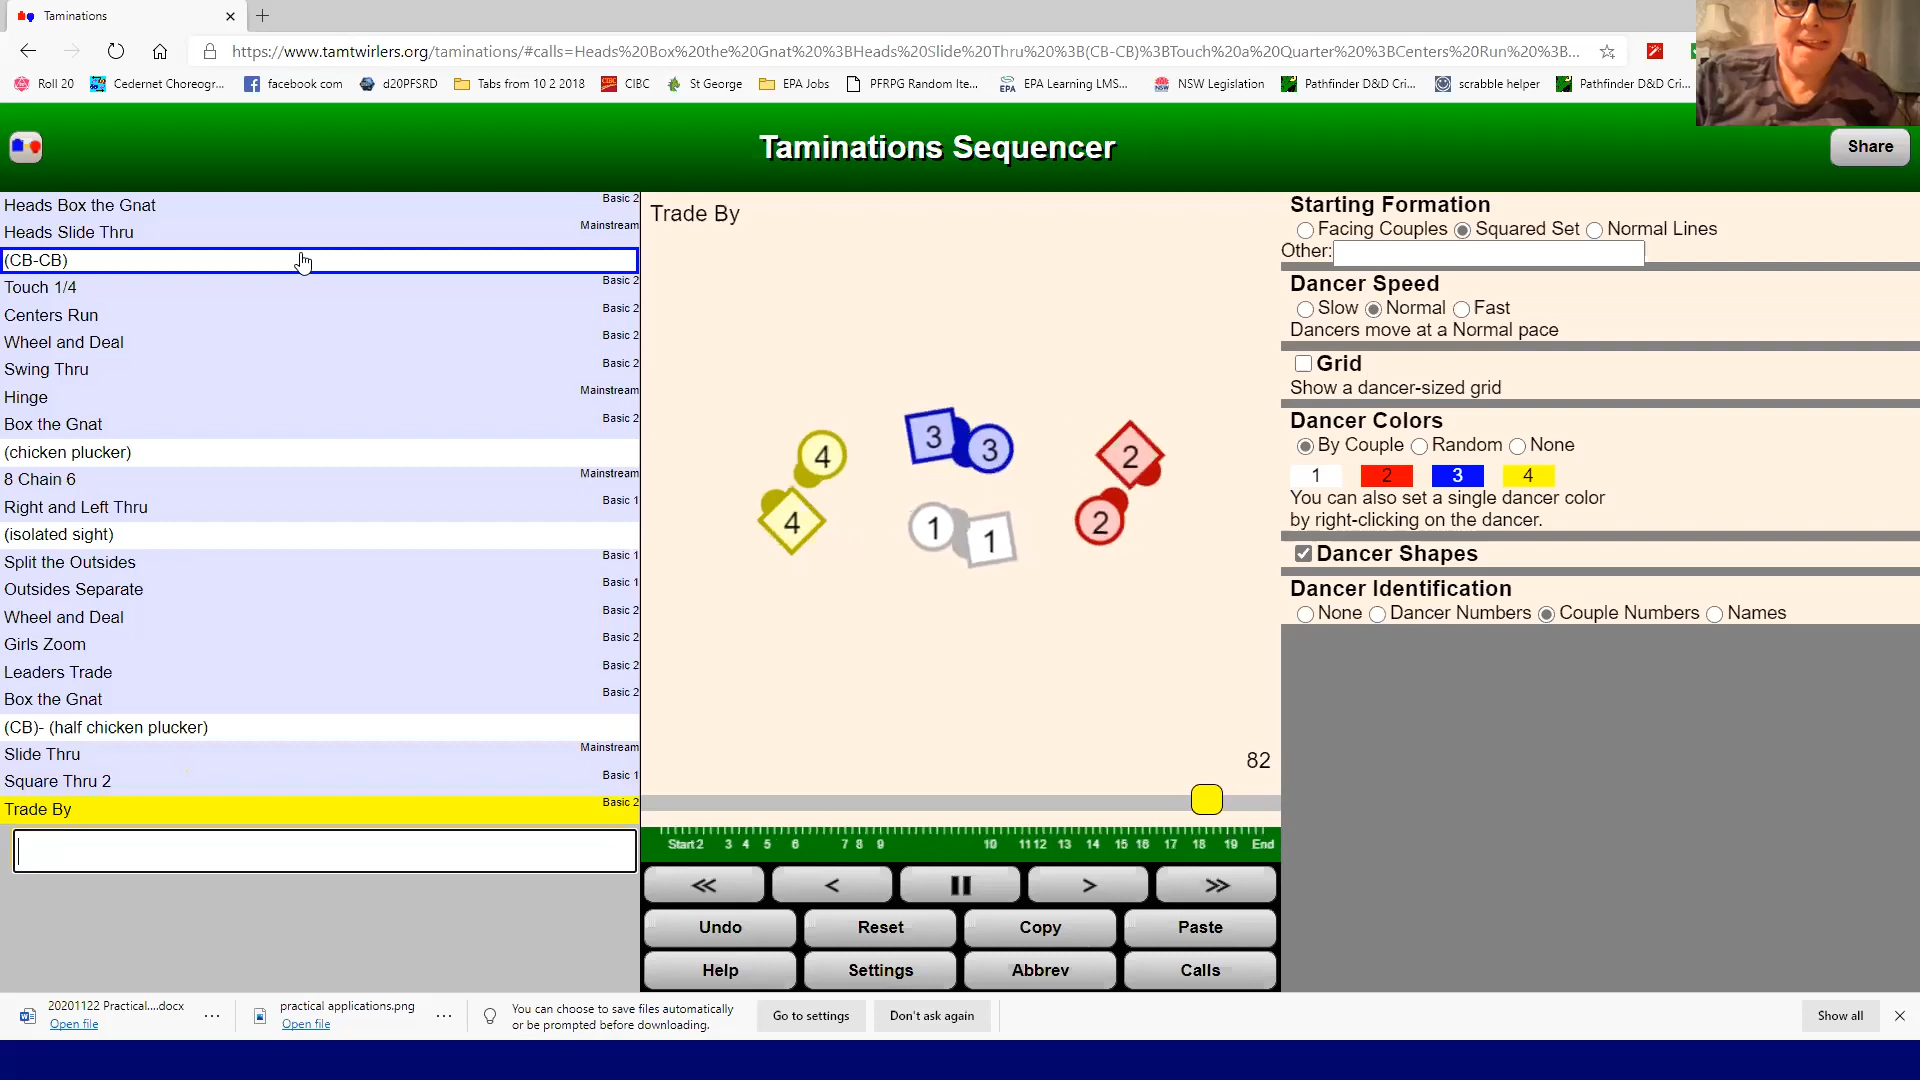 Taminations
https://www.tamtwirlers.org/taminations/#calls=Heads%20Box%20the%20Gnat%20%3BHeads%20Slide%20Thru%20%3B(CB-CB)%3BTouch%20a%20Quarter%20%3BCenters%20Run%20%3B...
Roll 20 Cedernet Choreogr... facebook com d20PFSRD Tabs from 10 2 2018 CIBC St George EPA Jobs PFRPG Random Ite... EPA Learning LMS... NSW Legislation Pathfinder D&D Cri... scrabble helper Pathfinder D&D Cri...
Taminations Sequencer
Share
Heads Box the Gnat Basic 2
Heads Slide Thru Mainstream
(CB-CB)
Touch 1/4 Basic 2
Centers Run Basic 2
Wheel and Deal Basic 2
Swing Thru Basic 2
Hinge Mainstream
Box the Gnat Basic 2
(chicken plucker)
8 Chain 6 Mainstream
Right and Left Thru Basic 1
(isolated sight)
Split the Outsides Basic 1
Outsides Separate Basic 1
Wheel and Deal Basic 2
Girls Zoom Basic 2
Leaders Trade Basic 2
Box the Gnat Basic 2
(CB)- (half chicken plucker)
Slide Thru Mainstream
Square Thru 2 Basic 1
Trade By Basic 2
Trade By
4 3 3 2
4 1 1 2
82
Start 2 3 4 5 6 7 8 9 10 11 12 13 14 15 16 17 18 19 End
<< < > >>
Undo Reset Copy Paste
Help Settings Abbrev Calls
Starting Formation
Facing Couples Squared Set Normal Lines
Other:
Dancer Speed
Slow Normal Fast
Dancers move at a Normal pace
Grid
Show a dancer-sized grid
Dancer Colors
By Couple Random None
1 2 3 4
You can also set a single dancer color
by right-clicking on the dancer.
Dancer Shapes
Dancer Identification
None Dancer Numbers Couple Numbers Names
20201122 Practical....docx
Open file
practical applications.png
Open file
You can choose to save files automatically
or be prompted before downloading.
Go to settings
Don't ask again
Show all